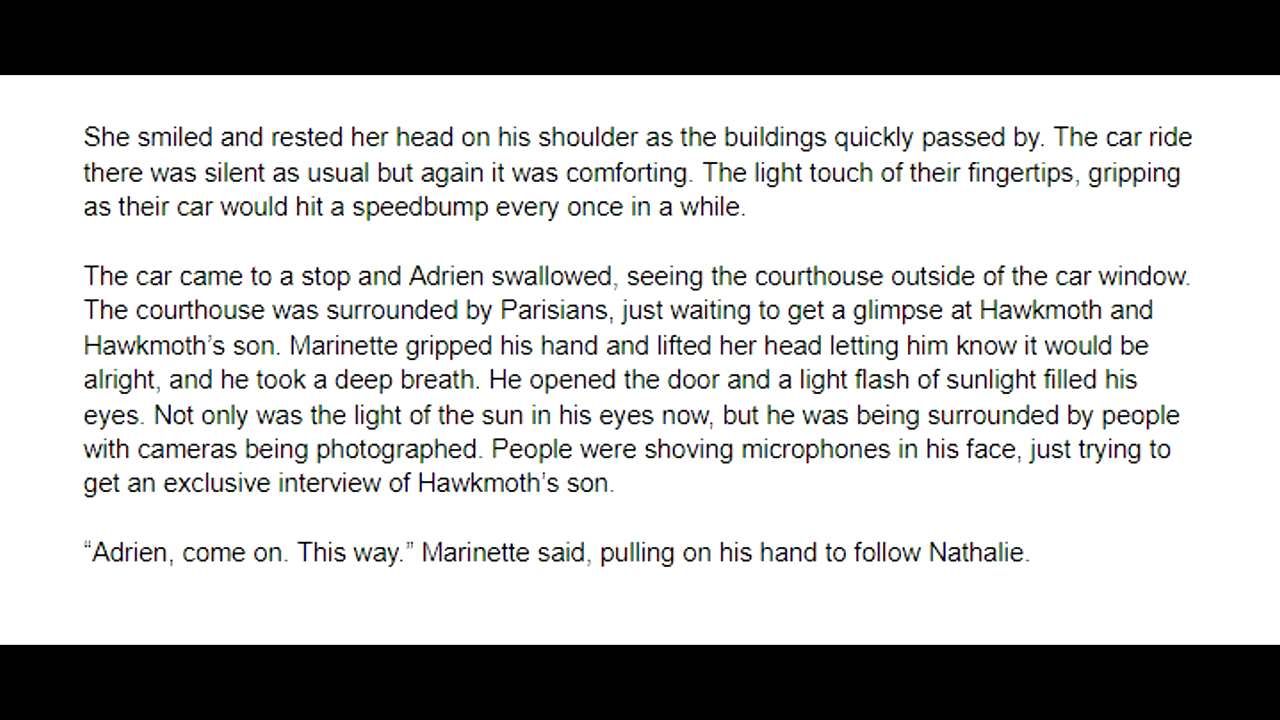 She smiled and rested her head on his shoulder as the buildings quickly passed by. The car ride
there was silent as usual but again it was comforting. The light touch of their fingertips, gripping
as their car would hit a speedbump every once in a while.
The car came to a stop and Adrien swallowed, seeing the courthouse outside of the car window.
The courthouse was surrounded by Parisians, just waiting to get a glimpse at Hawkmoth and
Hawkmoth’s son. Marinette gripped his hand and lifted her head letting him know it would be
alright, and he took a deep breath. He opened the door and a light flash of sunlight filled his
eyes. Not only was the light of the sun in his eyes now, but he was being surrounded by people
with cameras being photographed. People were shoving microphones in his face, just trying to
get an exclusive interview of Hawkmoth’s son.
“Adrien, come on. This way.” Marinette said, pulling on his hand to follow Nathalie.